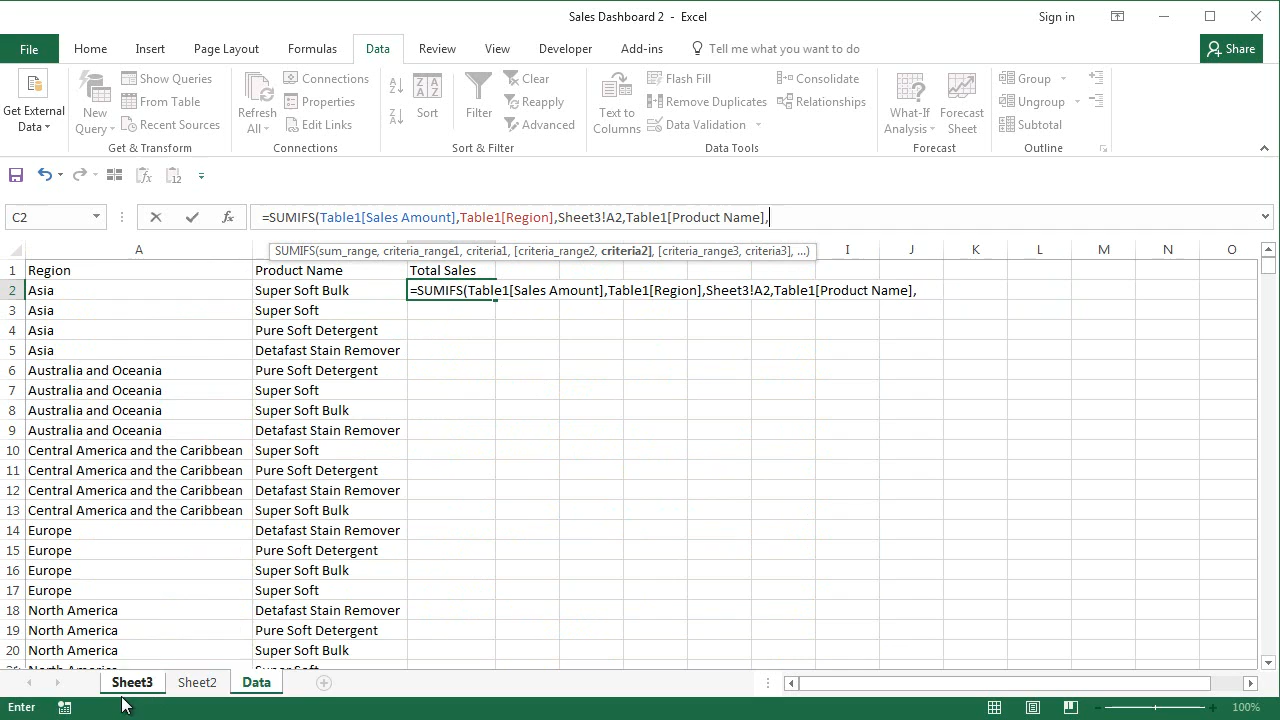 Sales Dashboard 2 - Excel
Sign in
File Home Insert Page Layout Formulas Data Review View Developer Add-ins Tell me what you want to do Share
Get External Data
New Query
Show Queries
From Table
Recent Sources
Get & Transform
Refresh All
Connections
Properties
Edit Links
Connections
Sort
Filter
Clear
Reapply
Advanced
Sort & Filter
Text to Columns
Flash Fill
Remove Duplicates
Data Validation
Consolidate
Relationships
Data Tools
What-If Analysis
Forecast Sheet
Forecast
Group
Ungroup
Subtotal
Outline
12
C2 fx =SUMIFS(Table1[Sales Amount],Table1[Region],Sheet3!A2,Table1[Product Name],
SUMIFS(sum_range, criteria_range1, criteria1, [criteria_range2, criteria2], [criteria_range3, criteria3], ...)
A I J K L M N O
1 Region Product Name Total Sales
2 Asia Super Soft Bulk =SUMIFS(Table1[Sales Amount],Table1[Region],Sheet3!A2,Table1[Product Name],
3 Asia Super Soft
4 Asia Pure Soft Detergent
5 Asia Detafast Stain Remover
6 Australia and Oceania Pure Soft Detergent
7 Australia and Oceania Super Soft
8 Australia and Oceania Super Soft Bulk
9 Australia and Oceania Detafast Stain Remover
10 Central America and the Caribbean Super Soft
11 Central America and the Caribbean Pure Soft Detergent
12 Central America and the Caribbean Detafast Stain Remover
13 Central America and the Caribbean Super Soft Bulk
14 Europe Detafast Stain Remover
15 Europe Pure Soft Detergent
16 Europe Super Soft Bulk
17 Europe Super Soft
18 North America Detafast Stain Remover
19 North America Pure Soft Detergent
20 North America Super Soft Bulk
North America Super Soft
Sheet3 Sheet2 Data
Enter 100%